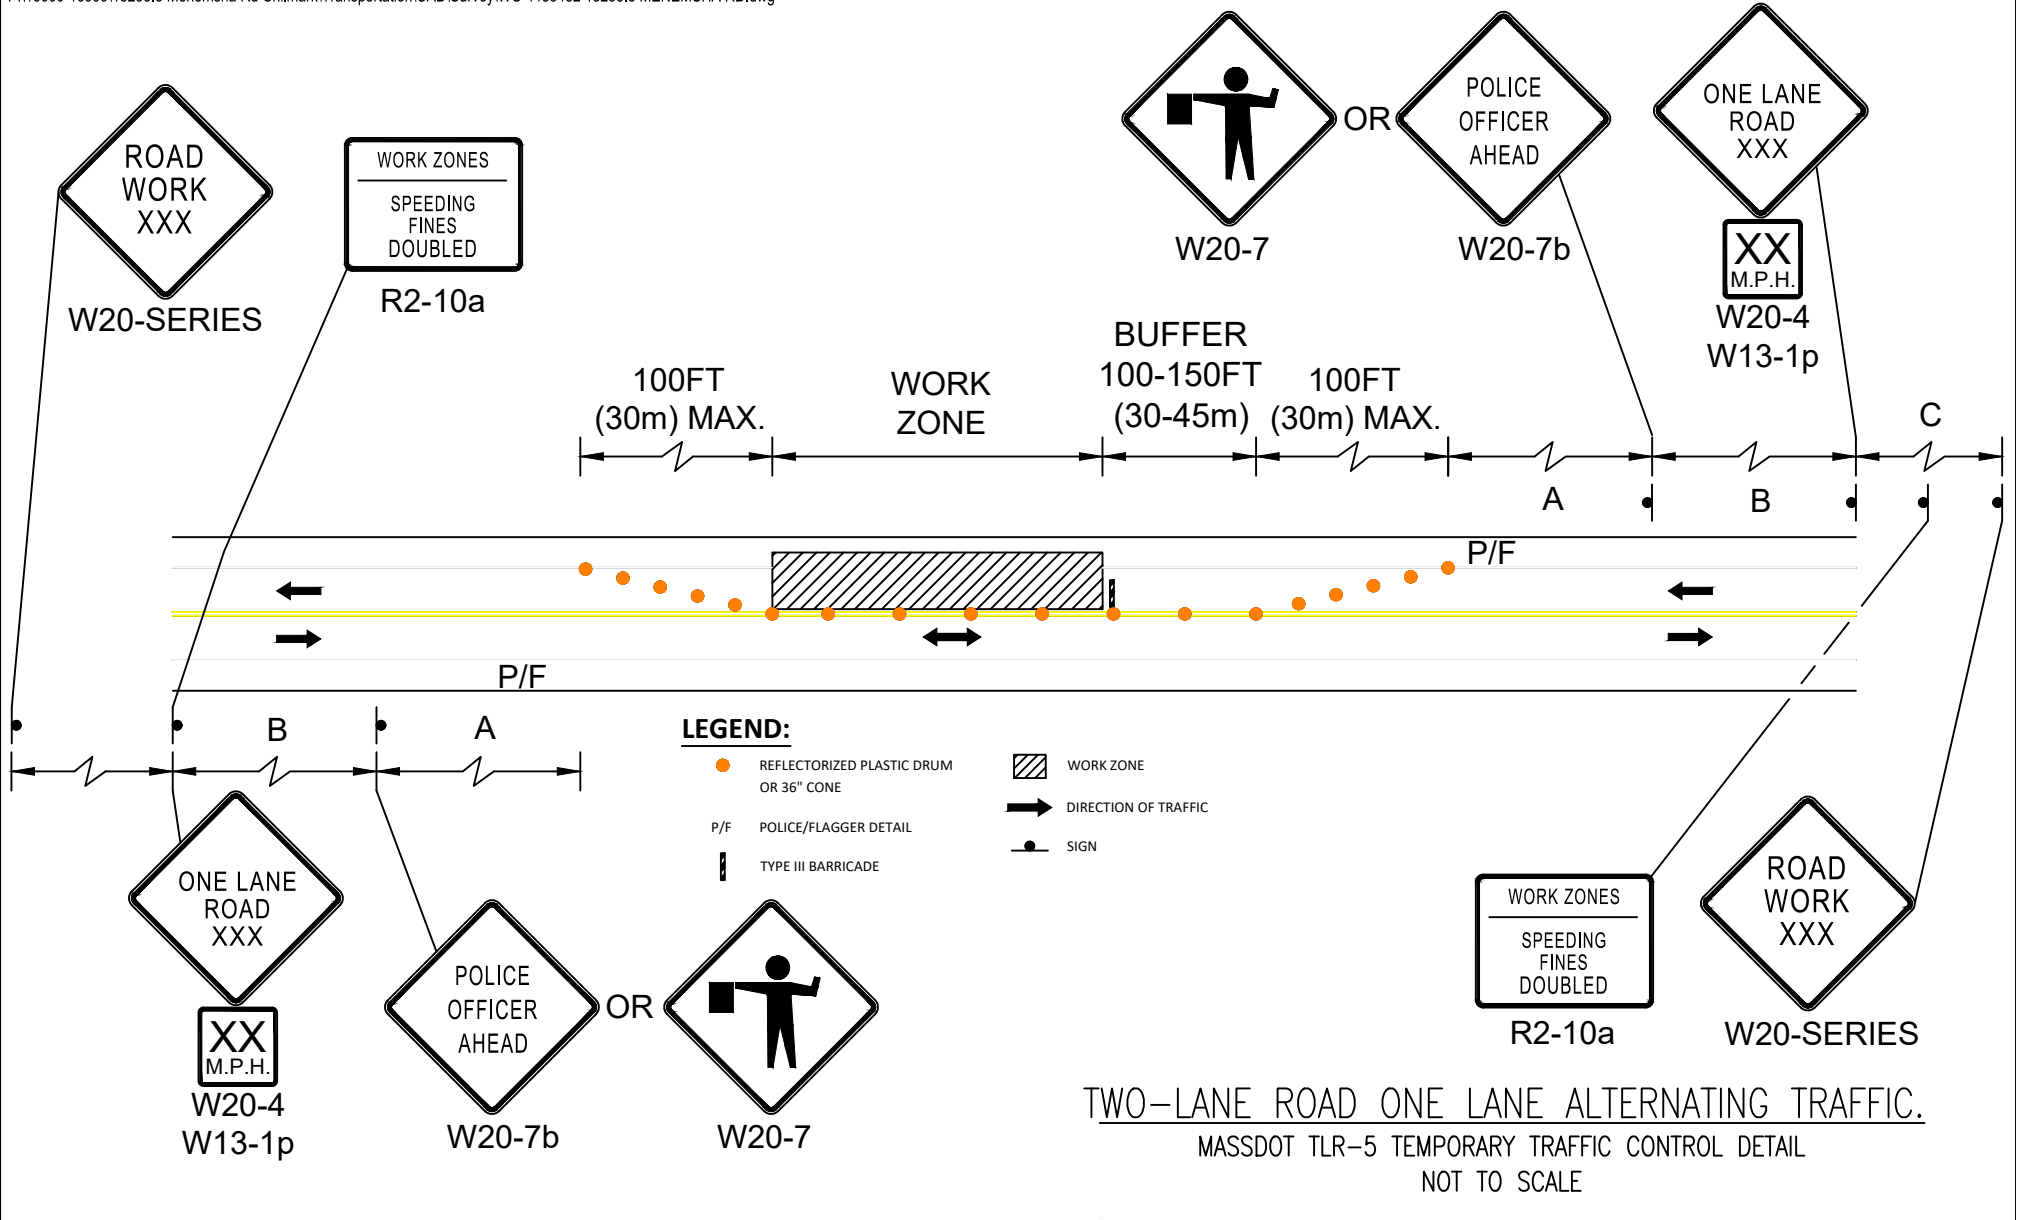 ROAD
WORK
XXX
W20-SERIES
WORK ZONES
SPEEDING
FINES
DOUBLED
R2-10a
W20-7
OR
POLICE
OFFICER
AHEAD
W20-7b
ONE LANE
ROAD
XXX
XX
M.P.H.
W20-4
W13-1p
100FT
(30m) MAX.
WORK
ZONE
BUFFER
100-150FT
(30-45m)
100FT
(30m) MAX.
C
A
B
P/F
P/F
B
A
LEGEND:
REFLECTORIZED PLASTIC DRUM
OR 36" CONE
P/F POLICE/FLAGGER DETAIL
TYPE III BARRICADE
WORK ZONE
DIRECTION OF TRAFFIC
SIGN
ONE LANE
ROAD
XXX
XX
M.P.H.
W20-4
W13-1p
POLICE
OFFICER
AHEAD
W20-7b
OR
W20-7
WORK ZONES
SPEEDING
FINES
DOUBLED
R2-10a
ROAD
WORK
XXX
W20-SERIES
TWO-LANE ROAD ONE LANE ALTERNATING TRAFFIC.
MASSDOT TLR-5 TEMPORARY TRAFFIC CONTROL DETAIL
NOT TO SCALE